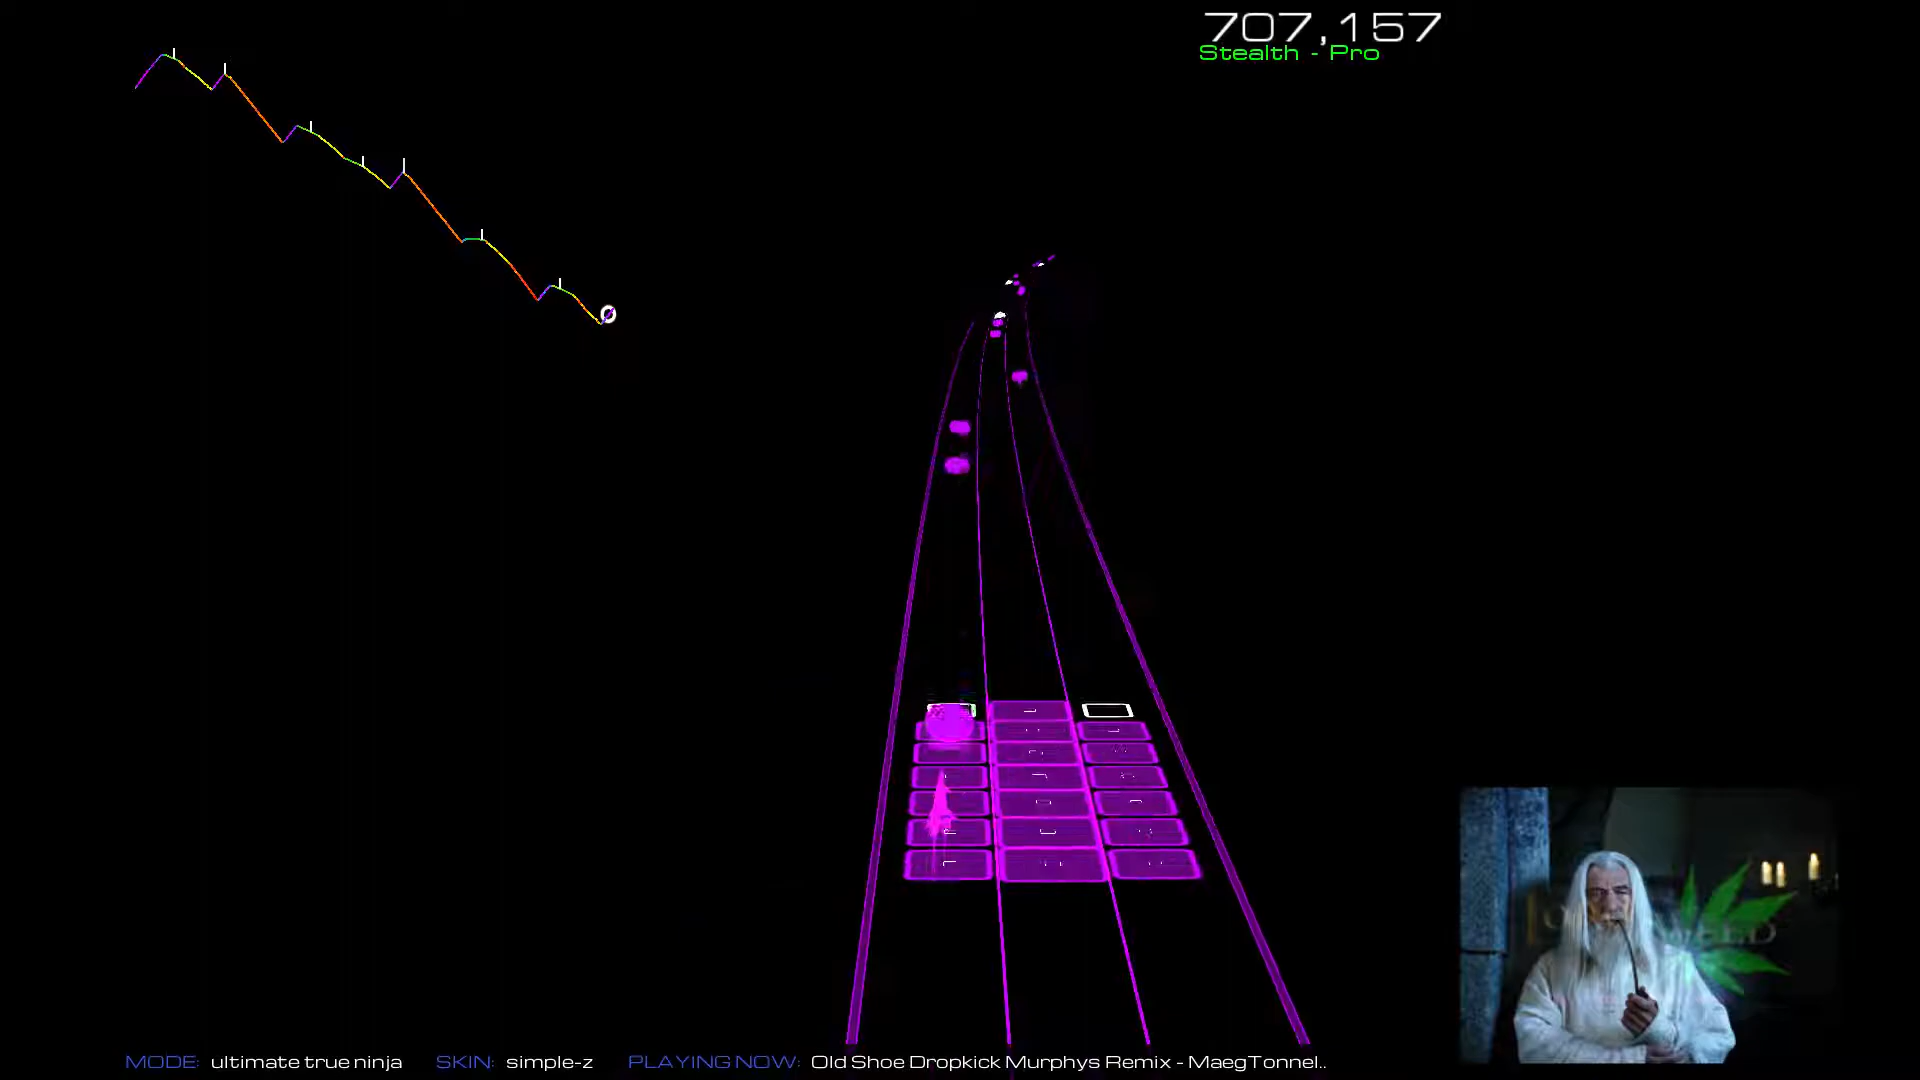 707,157
Stealth - Pro
MODE: ultimate true ninja SKIN: simple-z PLAYING NOW: Old Shoe Dropkick Murphys Remix - MaegTonnel..